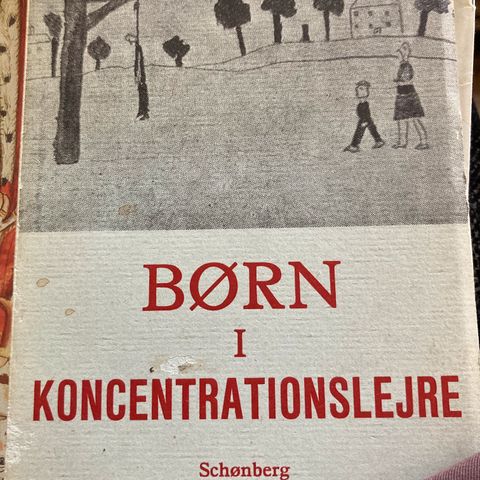 BØRN
I
KONCENTRATIONSLEJRE
Schønberg